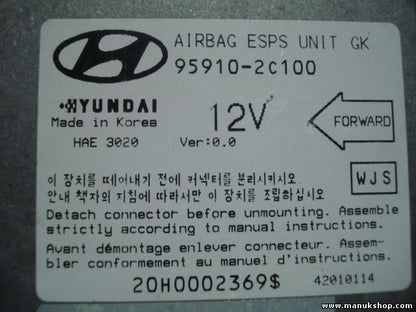 AIRBAG ESPS UNIT GK
95910-2C100
HYUNDAI
Made in Korea
HAE 3020
12V
Ver:0.0
FORWARD
WJS
이 장치를 떼어내기 전에 커넥터를 분리시키시오.
안내 책자의 지침에 따라서만 이 장치를 조립하십시오
Detach connector before unmounting. Assemble
strictly according to manual instructions.
Avant démontage enlever connecteur. Assem-
bler conformement au manuel d'instructions.
20H0002369$
42010114
www.manukshop.com